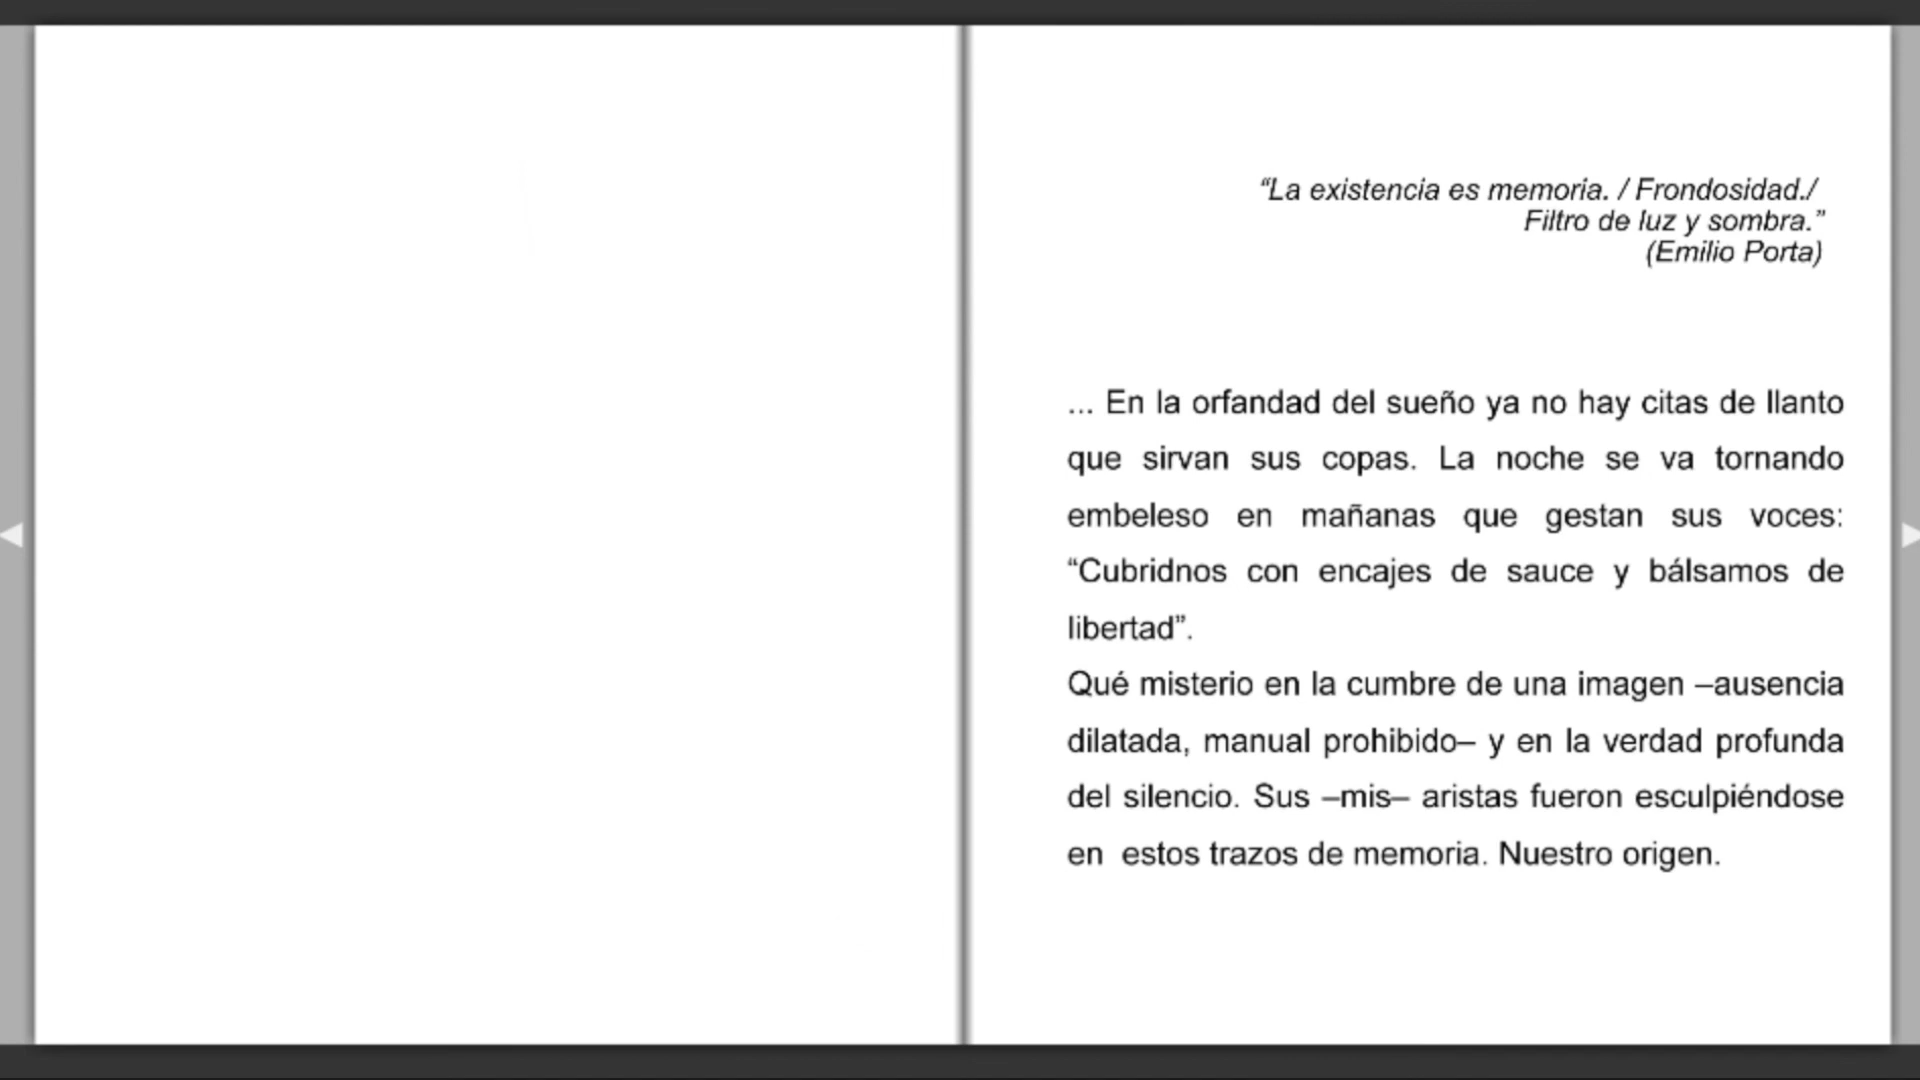 “La existencia es memoria. / Frondosidad./
Filtro de luz y sombra.”
(Emilio Porta)
... En la orfandad del sueño ya no hay citas de llanto
que sirvan sus copas. La noche se va tornando
embeleso en mañanas que gestan sus voces:
“Cubridnos con encajes de sauce y bálsamos de
libertad”.
Qué misterio en la cumbre de una imagen –ausencia
dilatada, manual prohibido– y en la verdad profunda
del silencio. Sus –mis– aristas fueron esculpiéndose
en estos trazos de memoria. Nuestro origen.